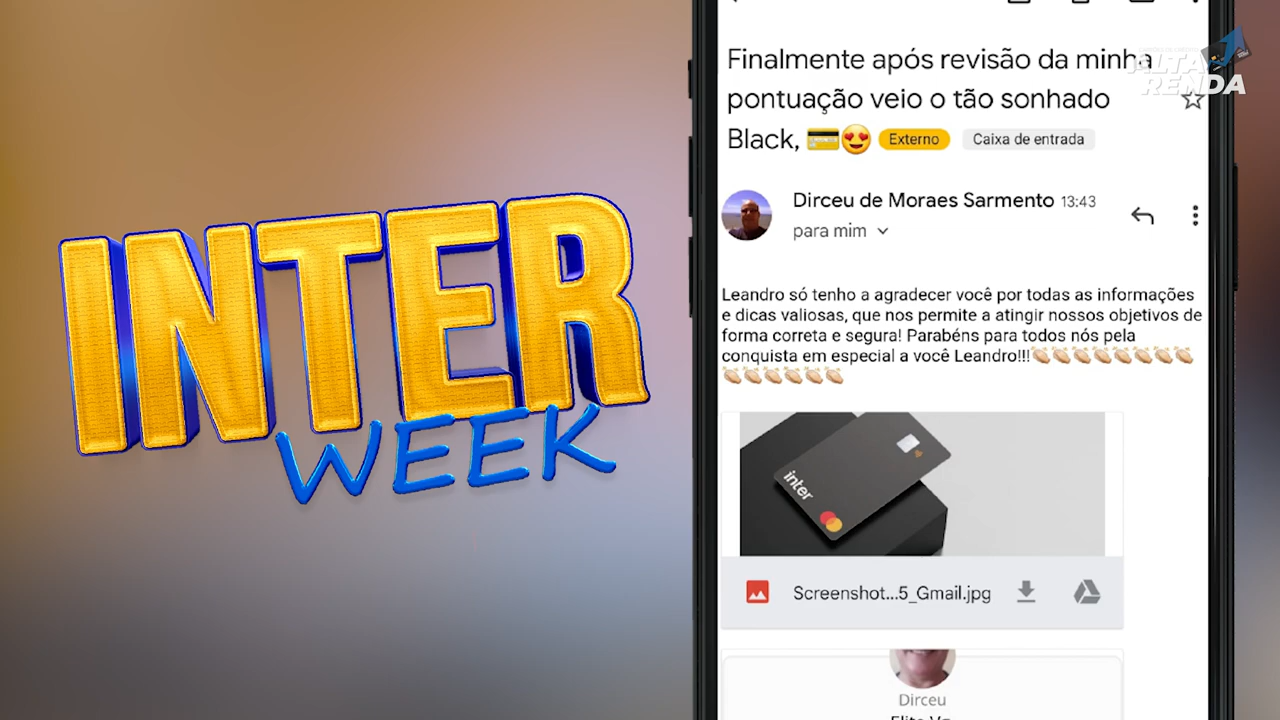 INTER
WEEK
ALTA
RENDA
Finalmente após revisão da minha
pontuação veio o tão sonhado
Black, 💳😍 Externo Caixa de entrada
Dirceu de Moraes Sarmento 13:43
para mim
Leandro só tenho a agradecer você por todas as informações
e dicas valiosas, que nos permite a atingir nossos objetivos de
forma correta e segura! Parabéns para todos nós pela
conquista em especial a você Leandro!!!👏🏻👏🏻👏🏻👏🏻👏🏻👏🏻👏🏻👏🏻
👏🏻👏🏻👏🏻👏🏻👏🏻👏🏻
inter
Screenshot...5_Gmail.jpg
Dirceu